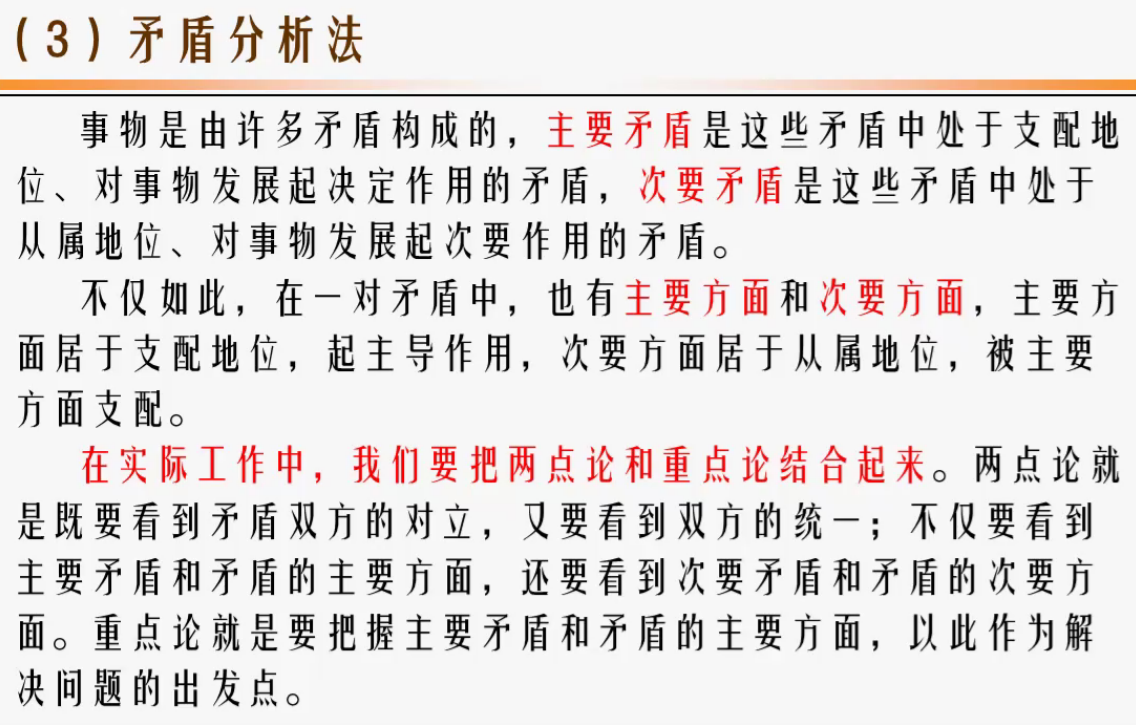 (3)矛盾分析法
事物是由许多矛盾构成的，主要矛盾是这些矛盾中处于支配地
位、对事物发展起决定作用的矛盾，次要矛盾是这些矛盾中处于
从属地位、对事物发展起次要作用的矛盾。
不仅如此，在一对矛盾中，也有主要方面和次要方面，主要方
面居于支配地位，起主导作用，次要方面居于从属地位，被主要
方面支配。
在实际工作中，我们要把两点论和重点论结合起来。两点论就
是既要看到矛盾双方的对立，又要看到双方的统一；不仅要看到
主要矛盾和矛盾的主要方面，还要看到次要矛盾和矛盾的次要方
面。重点论就是要把握主要矛盾和矛盾的主要方面，以此作为解
决问题的出发点。